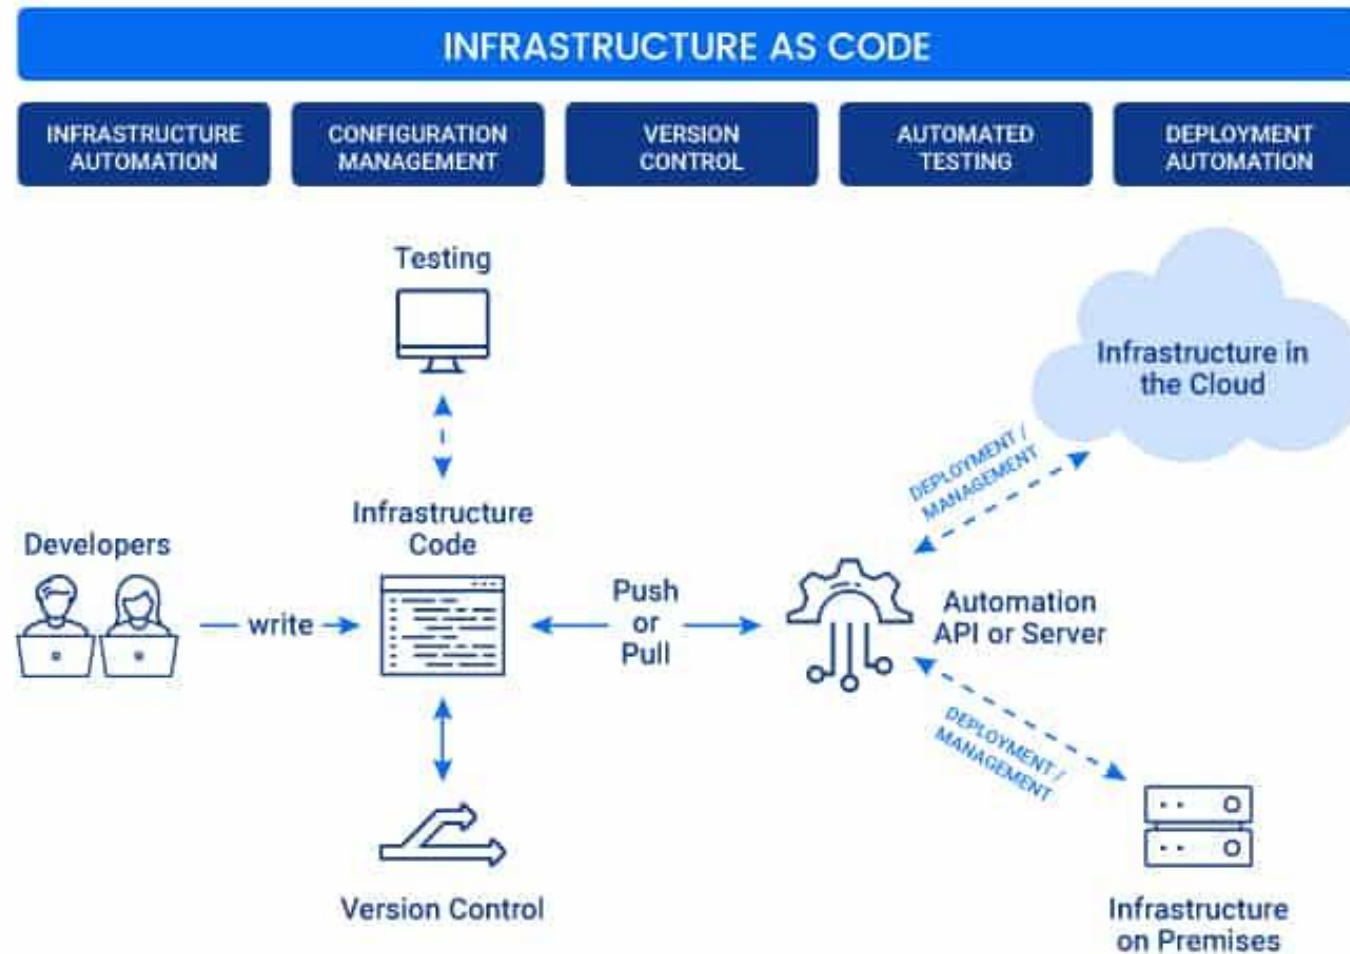 INFRASTRUCTURE AS CODE
INFRASTRUCTURE
AUTOMATION
CONFIGURATION
MANAGEMENT
VERSION
CONTROL
AUTOMATED
TESTING
DEPLOYMENT
AUTOMATION
Testing
Infrastructure in
the Cloud
DEPLOYMENT /
MANAGEMENT
Infrastructure
Code
Developers
write
Push
or
Pull
Automation
API or Server
DEPLOYMENT /
MANAGEMENT
Version Control
Infrastructure
on Premises